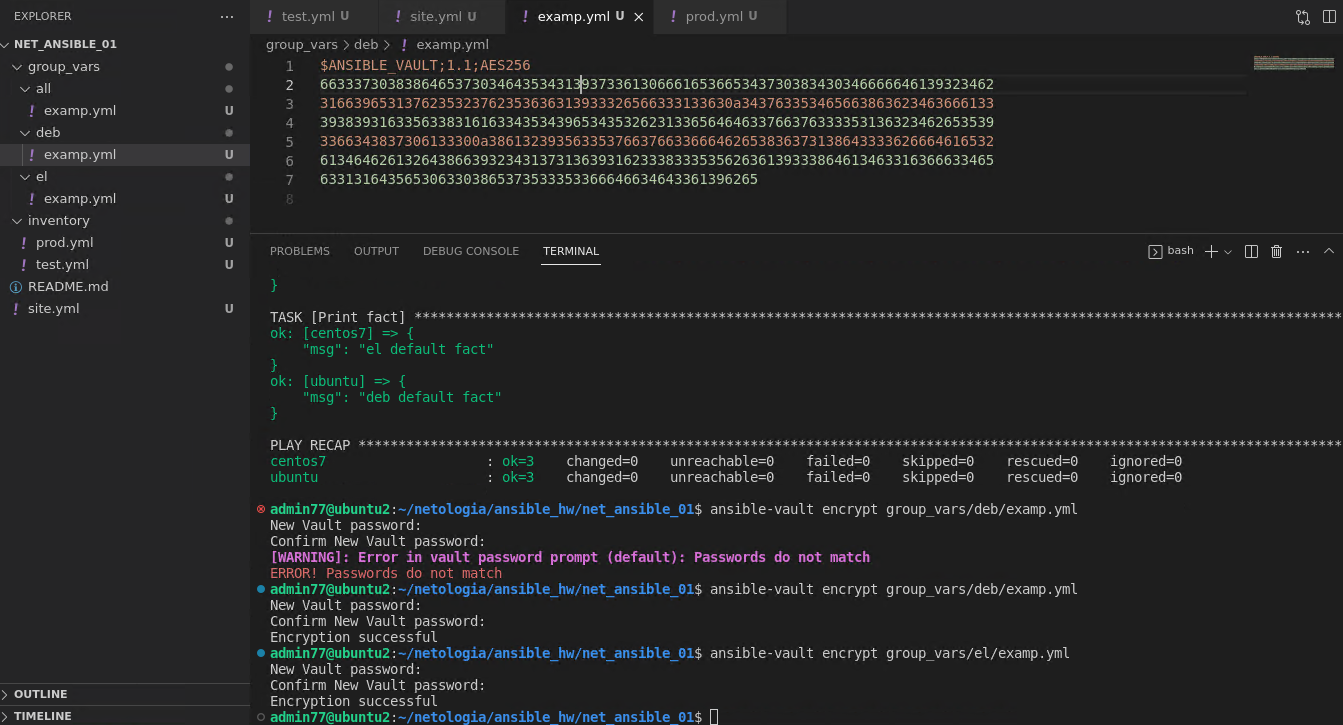 EXPLORER
NET_ANSIBLE_01
group_vars
all
examp.yml U
deb
examp.yml U
el
examp.yml U
inventory
prod.yml U
test.yml U
README.md
site.yml U
OUTLINE
TIMELINE
test.yml U site.yml U examp.yml U prod.yml U
group_vars > deb > examp.yml
1 $ANSIBLE_VAULT;1.1;AES256
2
3
4
5
6
7
8
PROBLEMS OUTPUT DEBUG CONSOLE TERMINAL bash
}
TASK [Print fact] ********************************************************************************************************************
ok: [centos7] => {
"msg": "el default fact"
}
ok: [ubuntu] => {
"msg": "deb default fact"
}
PLAY RECAP ***************************************************************************************************************************
centos7 : ok=3 changed=0 unreachable=0 failed=0 skipped=0 rescued=0 ignored=0
ubuntu : ok=3 changed=0 unreachable=0 failed=0 skipped=0 rescued=0 ignored=0
admin77@ubuntu2:~/netologia/ansible_hw/net_ansible_01$ ansible-vault encrypt group_vars/deb/examp.yml
New Vault password:
Confirm New Vault password:
[WARNING]: Error in vault password prompt (default): Passwords do not match
ERROR! Passwords do not match
admin77@ubuntu2:~/netologia/ansible_hw/net_ansible_01$ ansible-vault encrypt group_vars/deb/examp.yml
New Vault password:
Confirm New Vault password:
Encryption successful
admin77@ubuntu2:~/netologia/ansible_hw/net_ansible_01$ ansible-vault encrypt group_vars/el/examp.yml
New Vault password:
Confirm New Vault password:
Encryption successful
admin77@ubuntu2:~/netologia/ansible_hw/net_ansible_01$